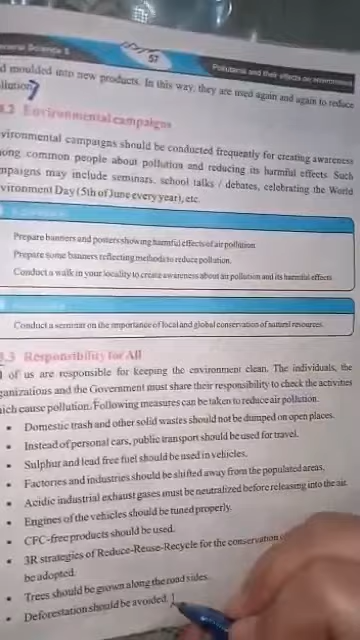 Science 5
57
Pollutants and their effects on environment
d moulded into new products. In this way, they are used again and again to reduce
llution
.2 Environmental campaigns
vironmental campaigns should be conducted frequently for creating awareness
ong common people about pollution and reducing its harmful effects. Such
mpaigns may include seminars, school talks / debates, celebrating the World
vironment Day (5th of June every year), etc.
Prepare banners and posters showing harmful effects of air pollution
Prepare some banners reflecting methods to reduce pollution.
Conduct a walk in your locality to create awareness about air pollution and its harmful effects
Conduct a seminar on the importance of local and global conservation of natural resources.
.3 Responsibility for All
l of us are responsible for keeping the environment clean. The individuals, the
ganizations and the Government must share their responsibility to check the activities
ich cause pollution. Following measures can be taken to reduce air pollution.
• Domestic trash and other solid wastes should not be dumped on open places.
• Instead of personal cars, public transport should be used for travel.
• Sulphur and lead free fuel should be used in vehicles.
• Factories and industries should be shifted away from the populated areas.
• Acidic industrial exhaust gases must be neutralized before releasing into the air.
• Engines of the vehicles should be tuned properly.
• CFC-free products should be used.
• 3R strategies of Reduce-Reuse-Recycle for the conservation
be adopted.
• Trees should be grown along the road sides.
• Deforestation should be avoided.